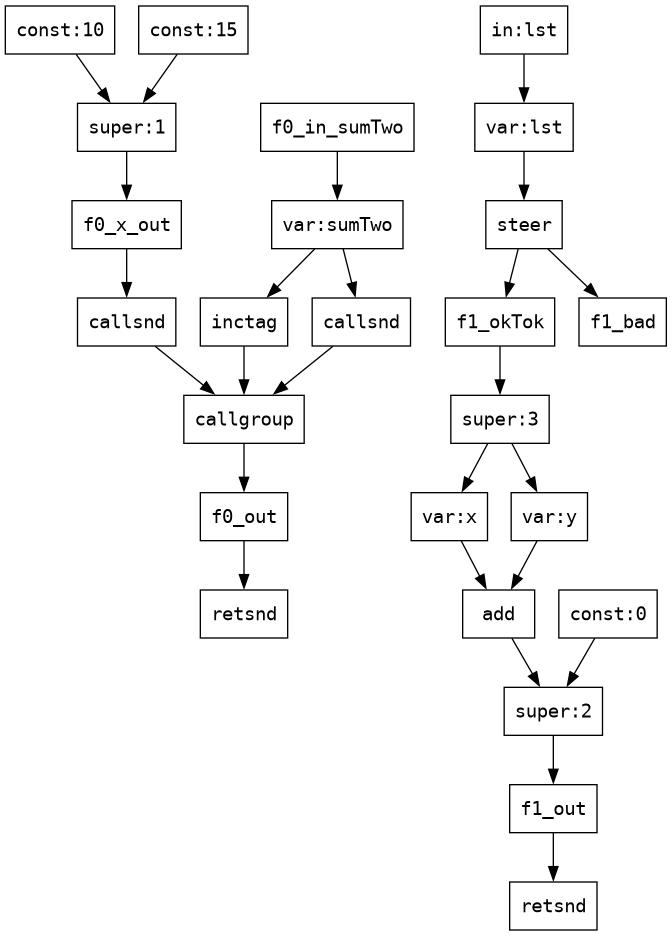 const:10
const:15
in:lst
super:1
f0_in_sumTwo
var:lst
f0_x_out
var:sumTwo
steer
callsnd
inctag
callsnd
f1_okTok
f1_bad
callgroup
super:3
f0_out
var:x
var:y
retsnd
add
const:0
super:2
f1_out
retsnd